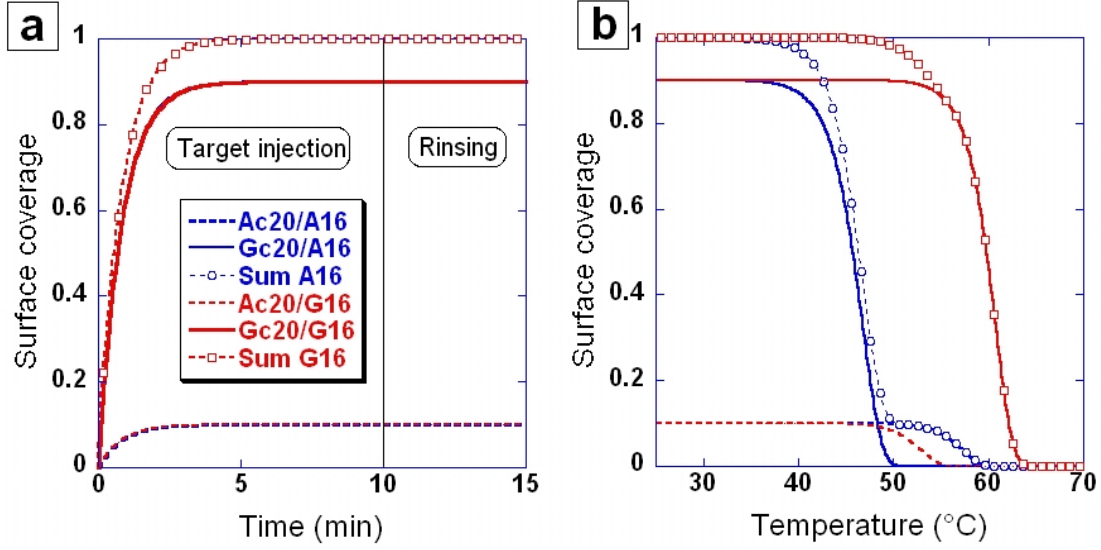 a
Surface coverage
1
0.8
0.6
0.4
0.2
0
Target injection
Rinsing
Ac20/A16
Gc20/A16
Sum A16
Ac20/G16
Gc20/G16
Sum G16
0
5
10
15
Time (min)
b
Surface coverage
1
0.8
0.6
0.4
0.2
0
30
40
50
60
70
Temperature (°C)